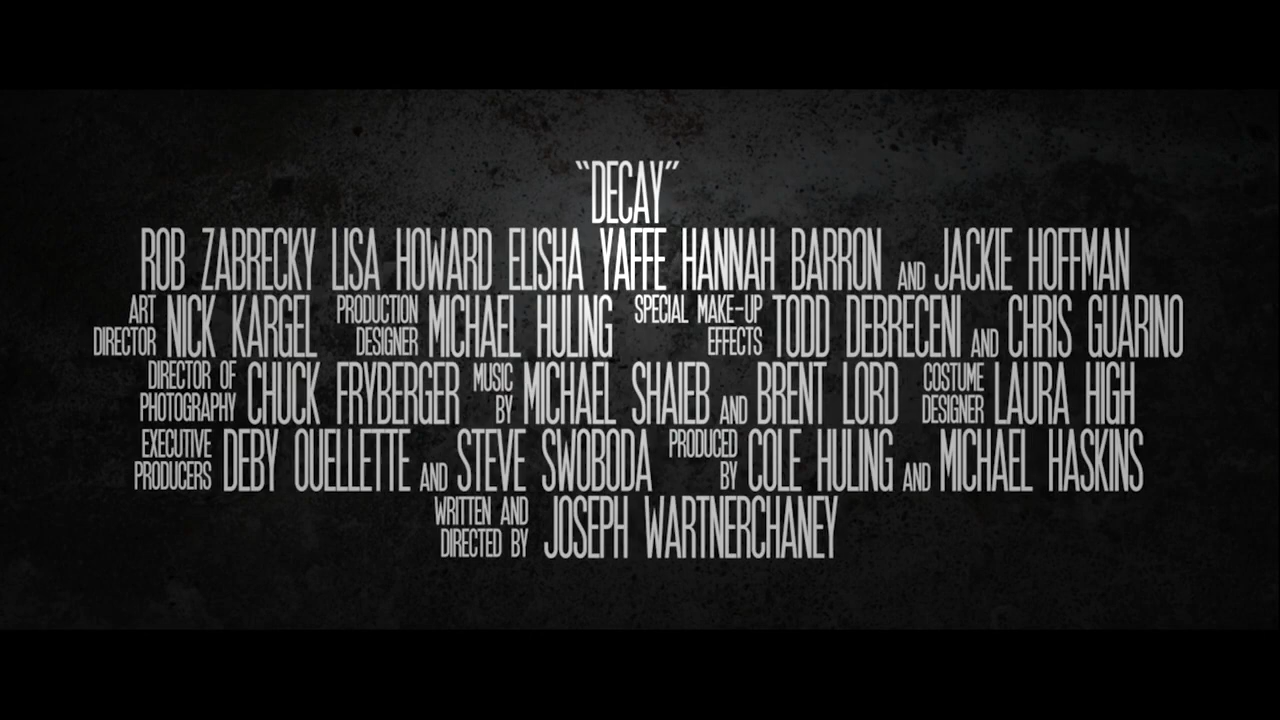 “DECAY”
ROB ZABRECKY LISA HOWARD ELISHA YAFFE HANNAH BARRON AND JACKIE HOFFMAN
ART DIRECTOR NICK KARGEL PRODUCTION DESIGNER MICHAEL HULING SPECIAL MAKE-UP EFFECTS TODD DEBRECENI AND CHRIS GUARINO
DIRECTOR OF PHOTOGRAPHY CHUCK FRYBERGER MUSIC BY MICHAEL SHAIEB AND BRENT LORD COSTUME DESIGNER LAURA HIGH
EXECUTIVE PRODUCERS DEBY OUELLETTE AND STEVE SWOBODA PRODUCED BY COLE HULING AND MICHAEL HASKINS
WRITTEN AND DIRECTED BY JOSEPH WARTNERCHANEY